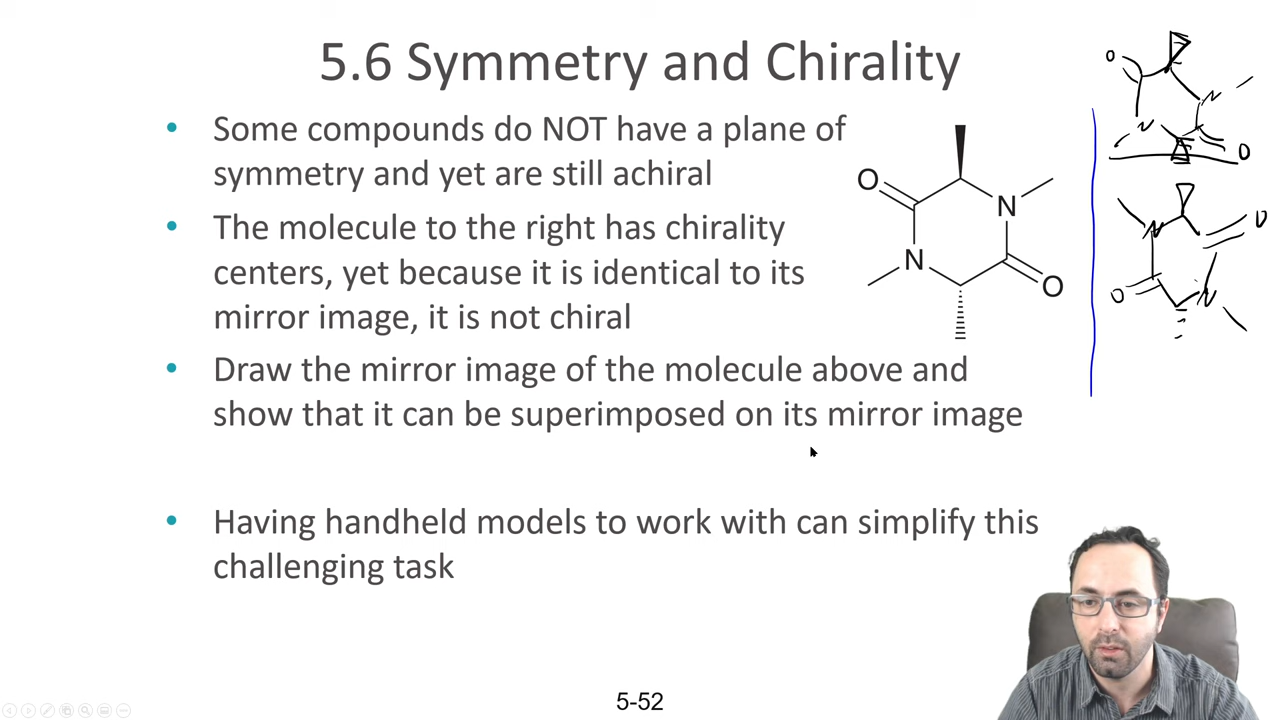 5.6 Symmetry and Chirality
• Some compounds do NOT have a plane of
symmetry and yet are still achiral
• The molecule to the right has chirality
centers, yet because it is identical to its
mirror image, it is not chiral
• Draw the mirror image of the molecule above and
show that it can be superimposed on its mirror image
• Having handheld models to work with can simplify this
challenging task
O
N
N
O
O
N
N
O
N
O
O
N
5-52